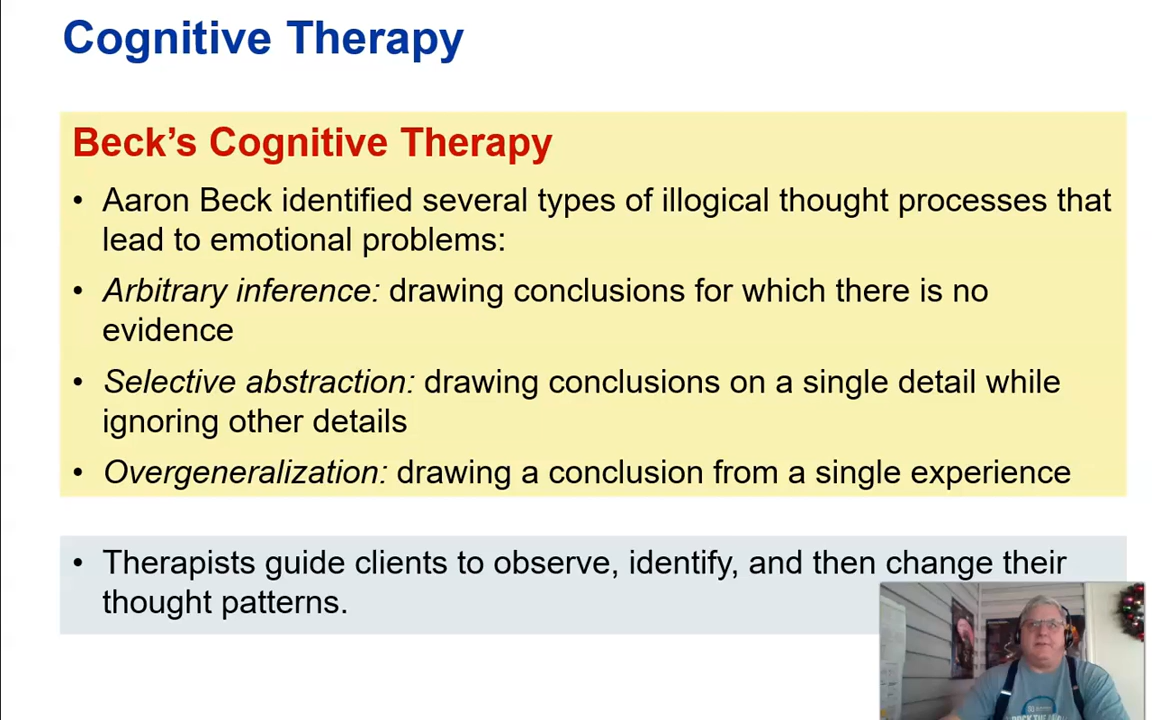 Cognitive Therapy
Beck's Cognitive Therapy
• Aaron Beck identified several types of illogical thought processes that
lead to emotional problems:
• Arbitrary inference: drawing conclusions for which there is no
evidence
• Selective abstraction: drawing conclusions on a single detail while
ignoring other details
• Overgeneralization: drawing a conclusion from a single experience
• Therapists guide clients to observe, identify, and then change their
thought patterns.